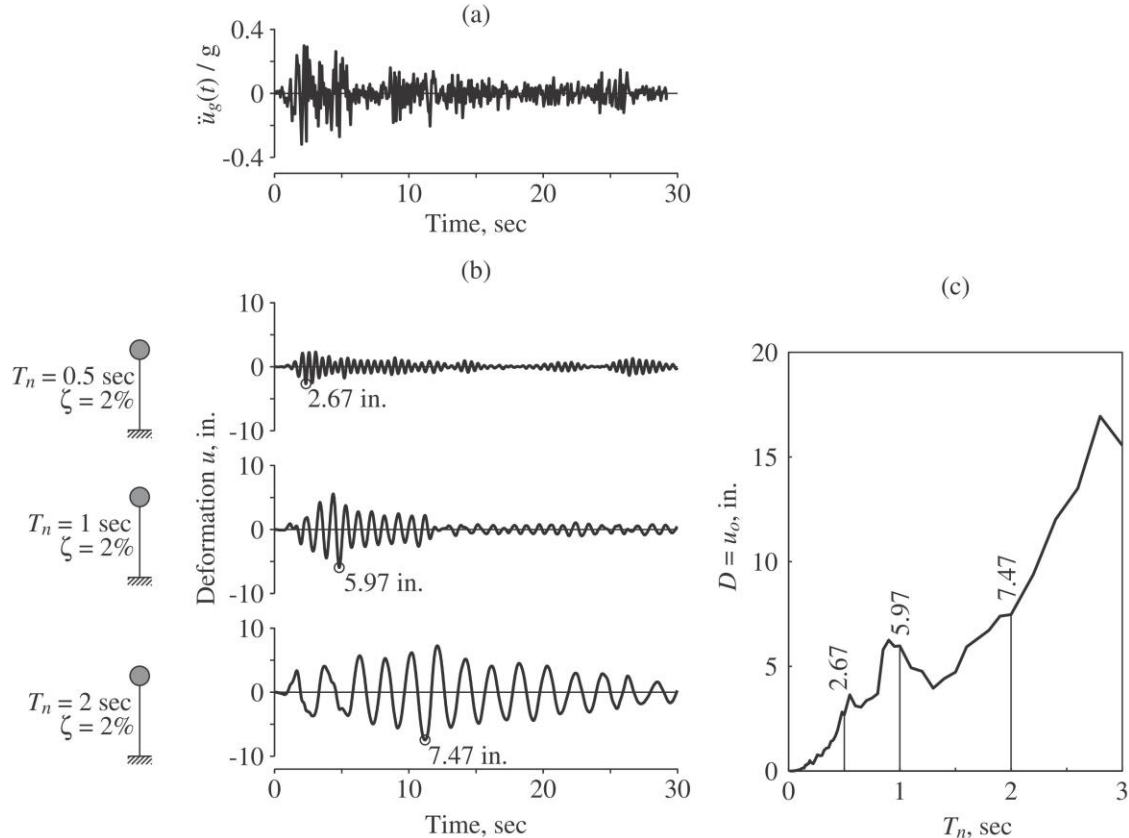 (a)
ü_g(t) / g
0.4
0
-0.4
0 10 20 30
Time, sec
(b)
T_n = 0.5 sec
ζ = 2%
T_n = 1 sec
ζ = 2%
T_n = 2 sec
ζ = 2%
Deformation u, in.
10
0
-10
2.67 in.
10
0
-10
5.97 in.
10
0
-10
7.47 in.
0 10 20 30
Time, sec
(c)
D = u_o, in.
20
15
10
5
0
2.67
5.97
7.47
0 1 2 3
T_n, sec